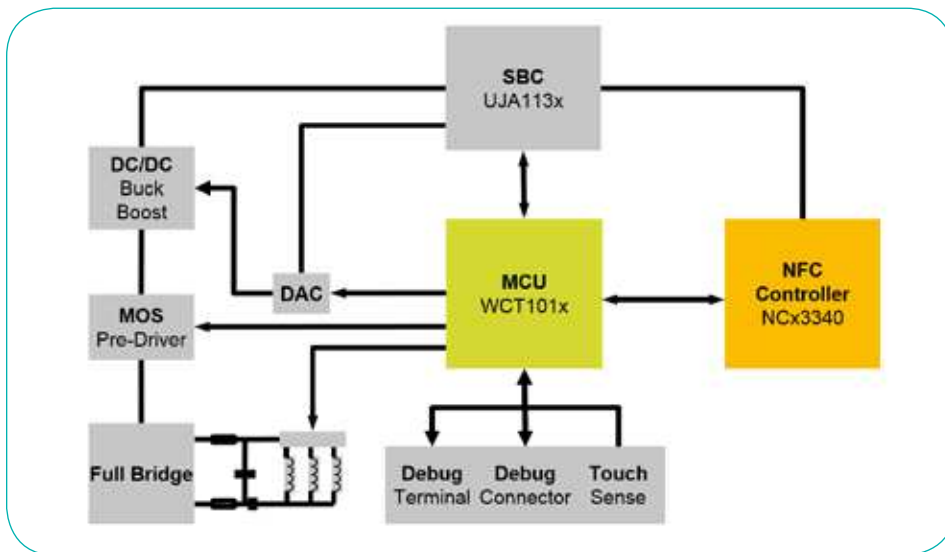 SBC
UJA113x
DC/DC
Buck
Boost
MCU
WCT101x
NFC
Controller
NCx3340
DAC
MOS
Pre-Driver
Full Bridge
Debug
Terminal
Debug
Connector
Touch
Sense